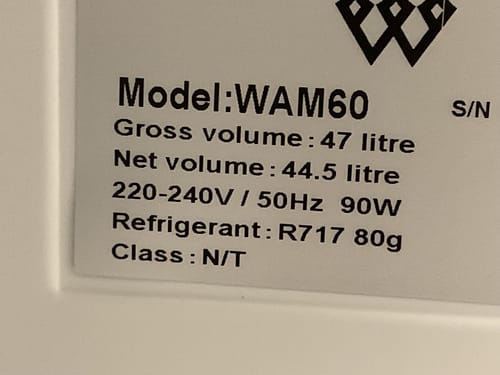 Model:WAM60
S/N
Gross volume : 47 litre
Net volume : 44.5 litre
220-240V / 50Hz 90W
Refrigerant : R717 80g
Class : N/T